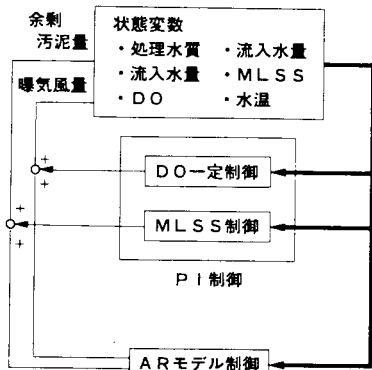 余剰
汚泥量
曝気風量
状態変数
・処理水質 ・流入水量
・流入水量 ・MLSS
・DO ・水温
+
+
DO一定制御
+
+
MLSS制御
PI制御
ARモデル制御